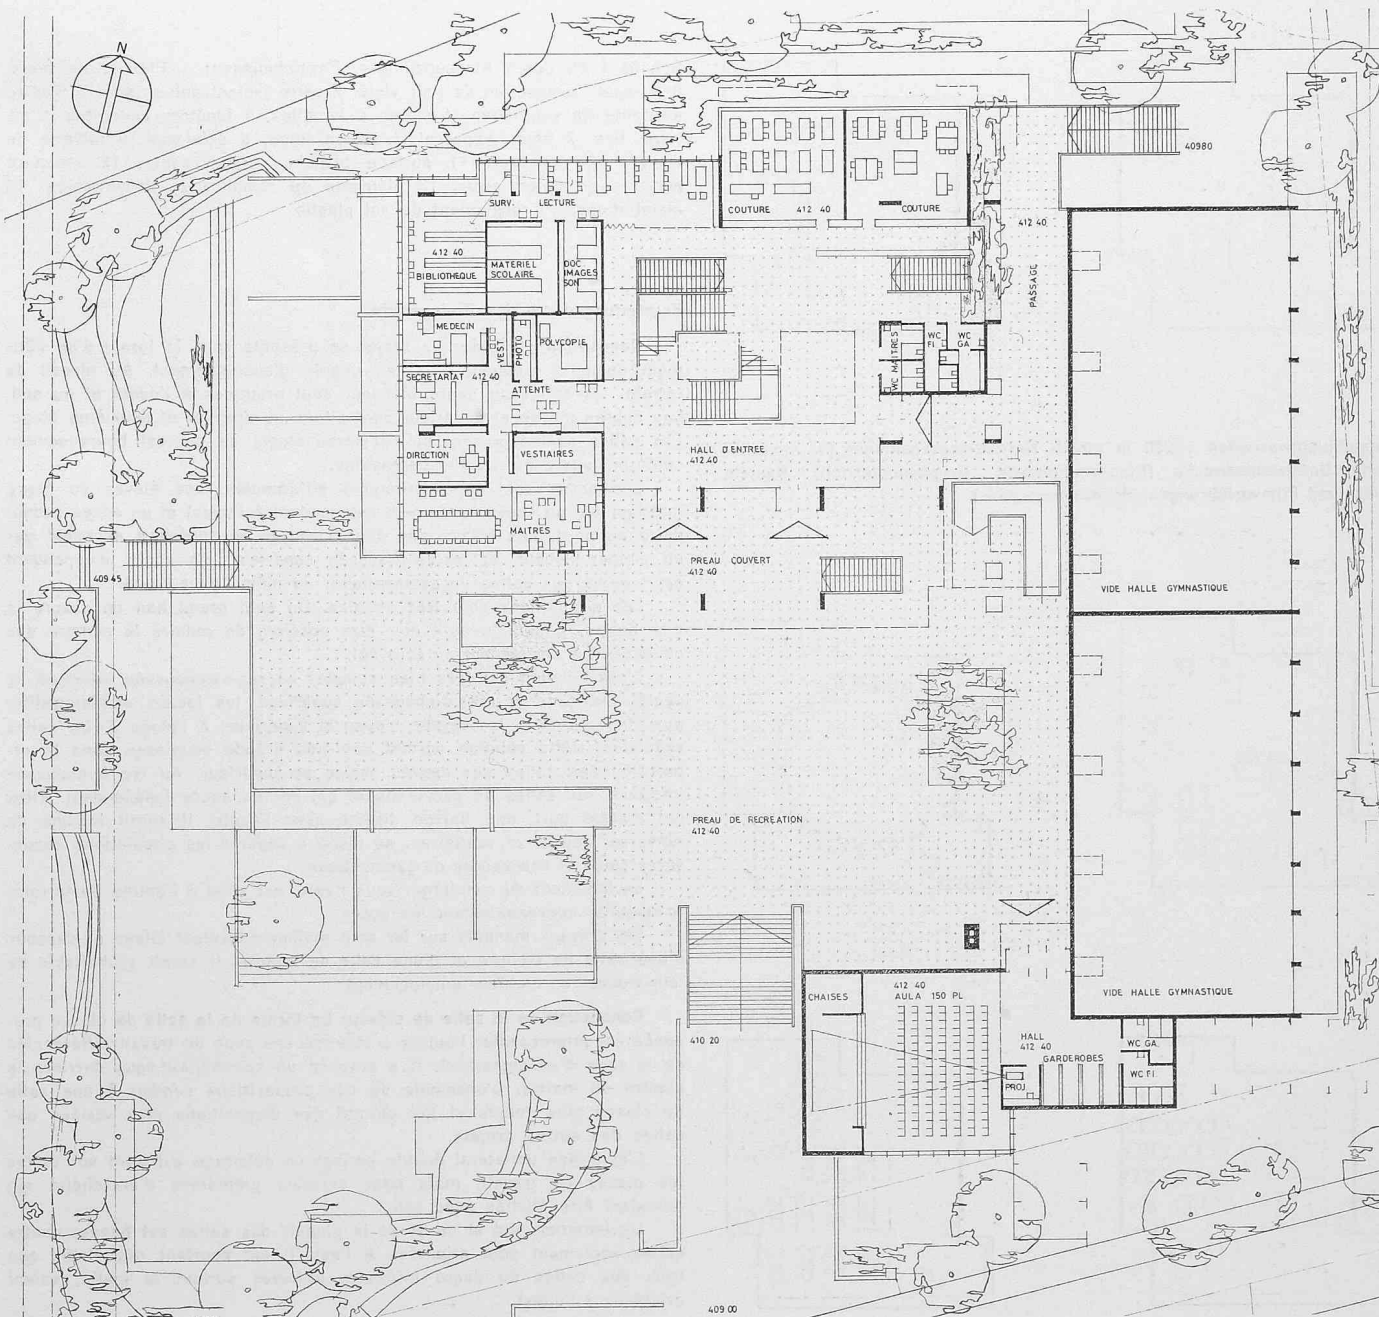 N
40980
SURV. LECTURE
COUTURE 412 40
COUTURE
412 40
412 40
BIBLIOTHEQUE
MATERIEL
SCOLAIRE
DOC
IMAGES
SON
PASSAGE
MEDECIN
VEST
PHOTO
POLYCOPIE
WC MAITRES
WC
FI.
WC
GA.
SECRETARIAT 412 40
ATTENTE
DIRECTION
VESTIAIRES
HALL D'ENTREE
412.40
MAITRES
PREAU COUVERT
412 40
409 45
VIDE HALLE GYMNASTIQUE
PREAU DE RECREATION
412 40
CHAISES
412 40
AULA 150 PL
VIDE HALLE GYMNASTIQUE
410 20
HALL
412 40
GARDEROBES
WC GA.
WC FI.
PROJ.
409 00